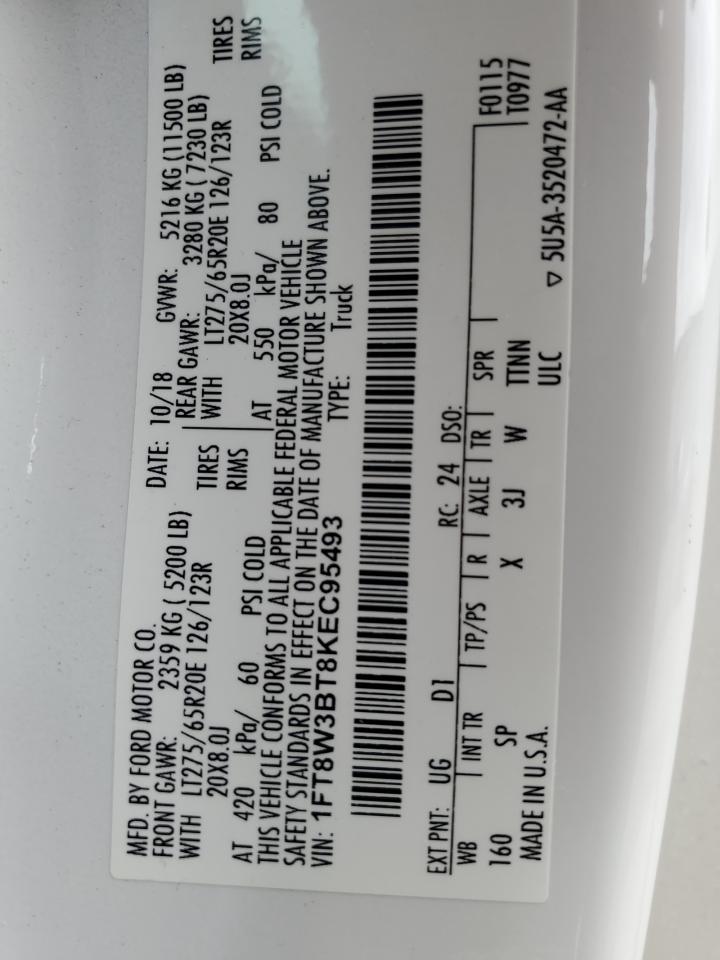 MFD. BY FORD MOTOR CO.
DATE: 10/18 GVWR: 5216 KG (11500 LB)
FRONT GAWR: 2359 KG ( 5200 LB) REAR GAWR: 3280 KG ( 7230 LB)
WITH LT275/65R20E 126/123R TIRES WITH LT275/65R20E 126/123R TIRES
20X8.0J RIMS 20X8.0J RIMS
AT 420 kPa/ 60 PSI COLD AT 550 kPa/ 80 PSI COLD
THIS VEHICLE CONFORMS TO ALL APPLICABLE FEDERAL MOTOR VEHICLE
SAFETY STANDARDS IN EFFECT ON THE DATE OF MANUFACTURE SHOWN ABOVE.
VIN: 1FT8W3BT8KEC95493 TYPE: Truck
EXT PNT: UG D1 RC: 24 DSO: F0115
WB INT TR TP/PS R AXLE TR SPR T0977
160 SP X 3J W TTNN
MADE IN U.S.A. ULC ▽ 5U5A-3520472-AA